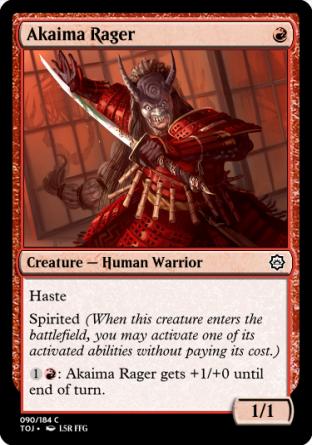 Akaima Rager
Creature — Human Warrior
Haste
Spirited (When this creature enters the
battlefield, you may activate one of its
activated abilities without paying its cost.)
1: Akaima Rager gets +1/+0 until
end of turn.
090/184 C
TOJ • L5R FFG
1/1